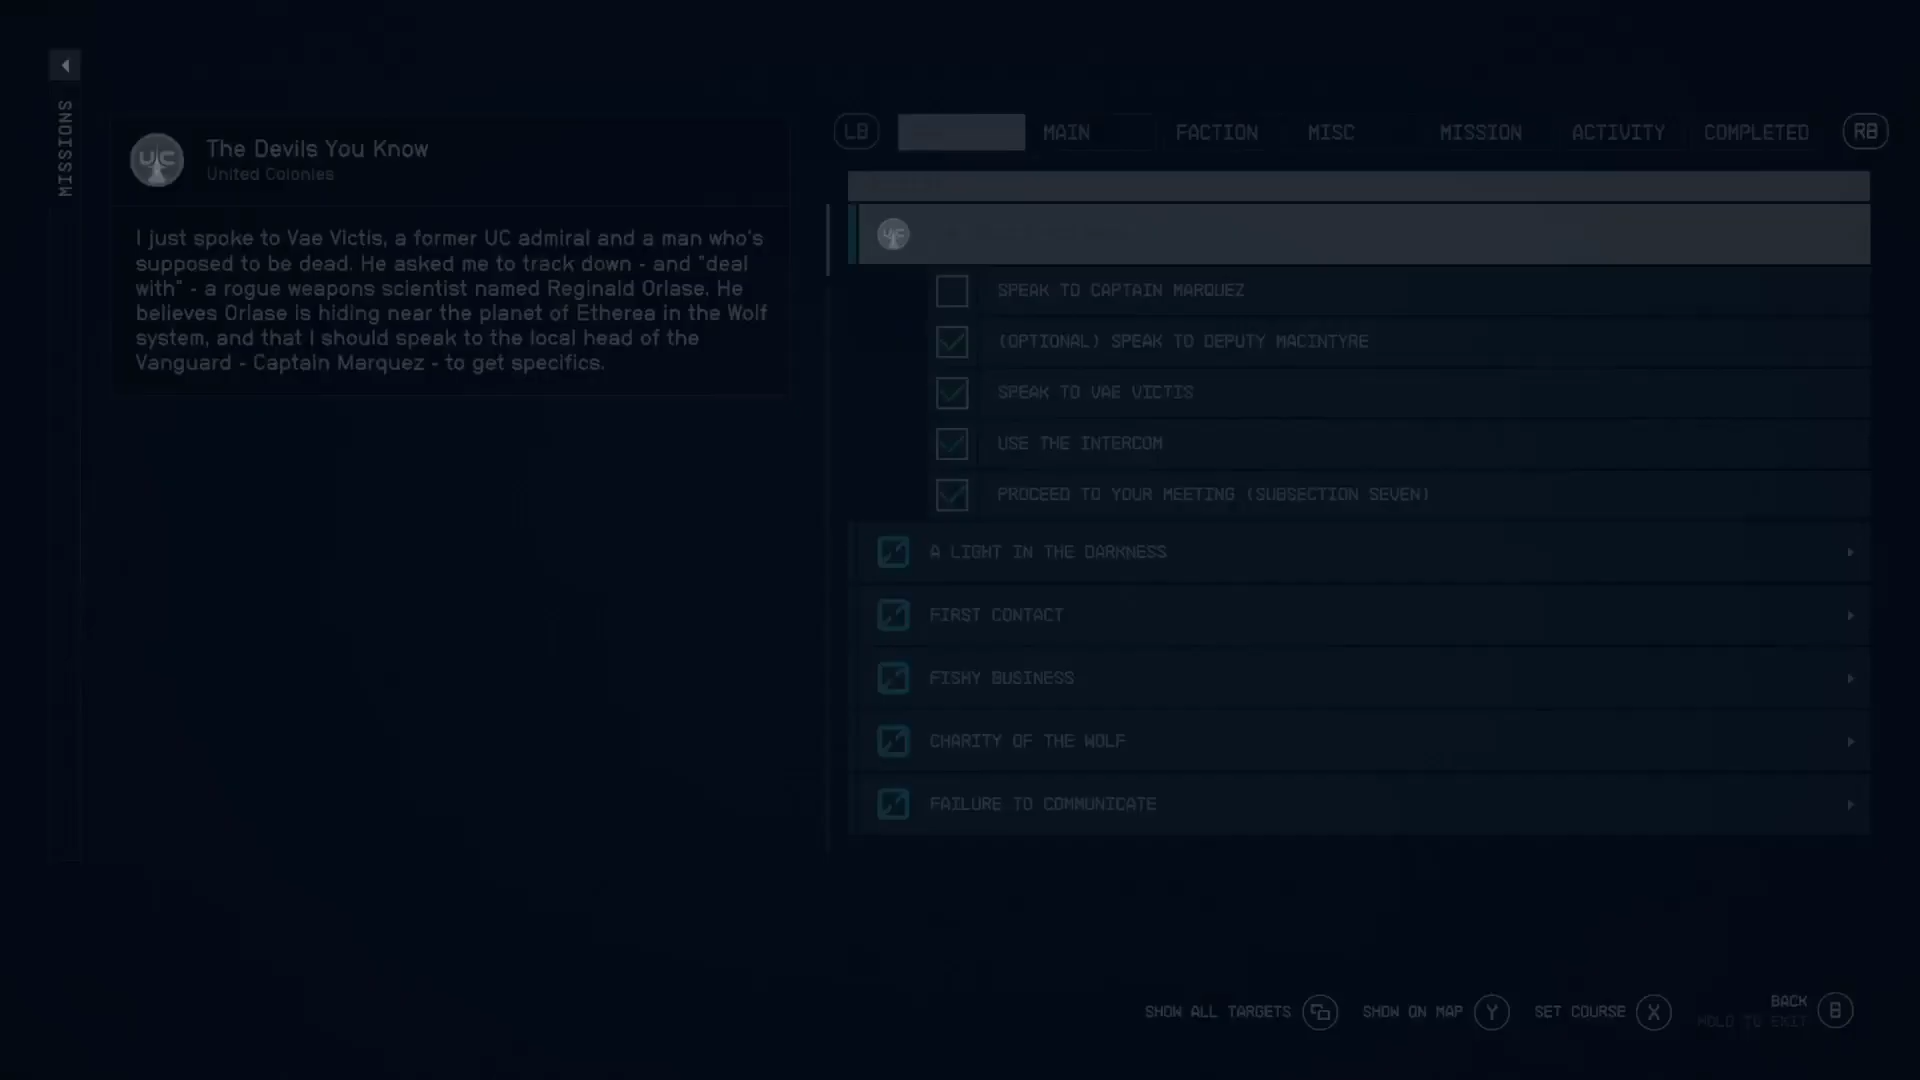 MISSIONS
UC
The Devils You Know
United Colonies
I just spoke to Vae Victis, a former UC admiral and a man who's
supposed to be dead. He asked me to track down - and "deal
with" - a rogue weapons scientist named Reginald Orlase. He
believes Orlase is hiding near the planet of Etherea in the Wolf
system, and that I should speak to the local head of the
Vanguard - Captain Marquez - to get specifics.
LB
MAIN
FACTION
MISC
MISSION
ACTIVITY
COMPLETED
RB
UC
SPEAK TO CAPTAIN MARQUEZ
(OPTIONAL) SPEAK TO DEPUTY MACINTYRE
SPEAK TO VAE VICTIS
USE THE INTERCOM
PROCEED TO YOUR MEETING (SUBSECTION SEVEN)
A LIGHT IN THE DARKNESS
FIRST CONTACT
FISHY BUSINESS
CHARITY OF THE WOLF
FAILURE TO COMMUNICATE
SHOW ALL TARGETS
SHOW ON MAP Y
SET COURSE X
BACK B
HOLD TO EXIT